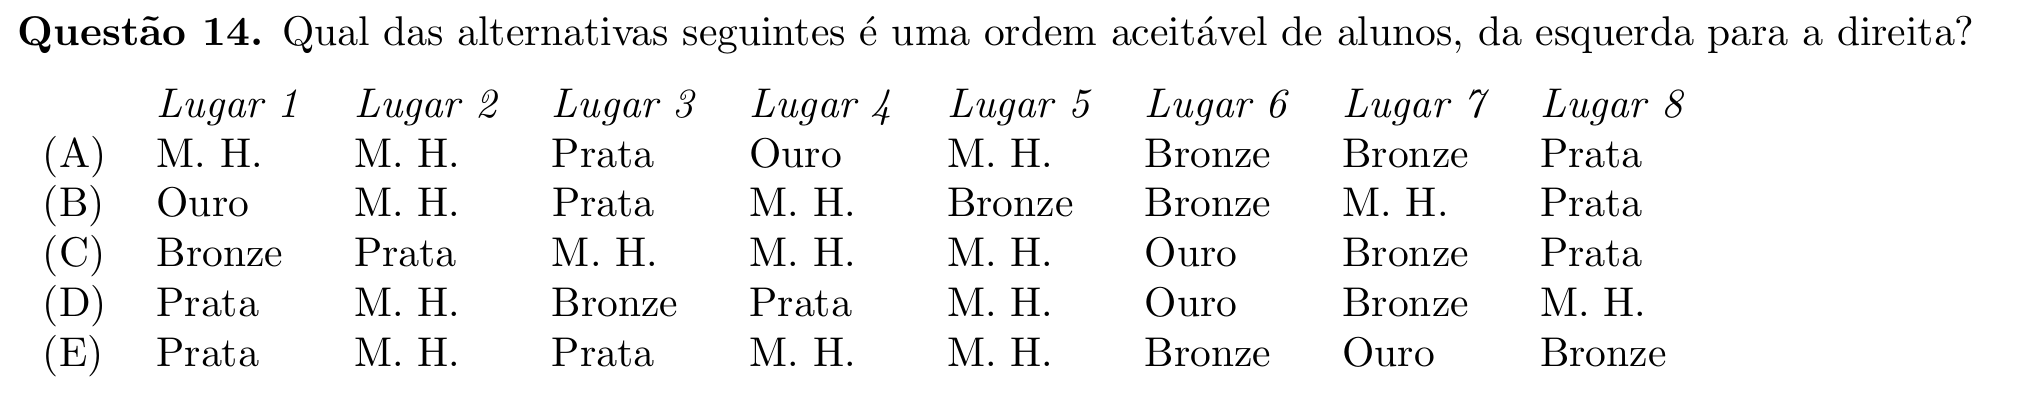 Questão 14. Qual das alternativas seguintes é uma ordem aceitável de alunos, da esquerda para a direita?
Lugar 1 Lugar 2 Lugar 3 Lugar 4 Lugar 5 Lugar 6 Lugar 7 Lugar 8
(A) M. H. M. H. Prata Ouro M. H. Bronze Bronze Prata
(B) Ouro M. H. Prata M. H. Bronze Bronze M. H. Prata
(C) Bronze Prata M. H. M. H. M. H. Ouro Bronze Prata
(D) Prata M. H. Bronze Prata M. H. Ouro Bronze M. H.
(E) Prata M. H. Prata M. H. M. H. Bronze Ouro Bronze